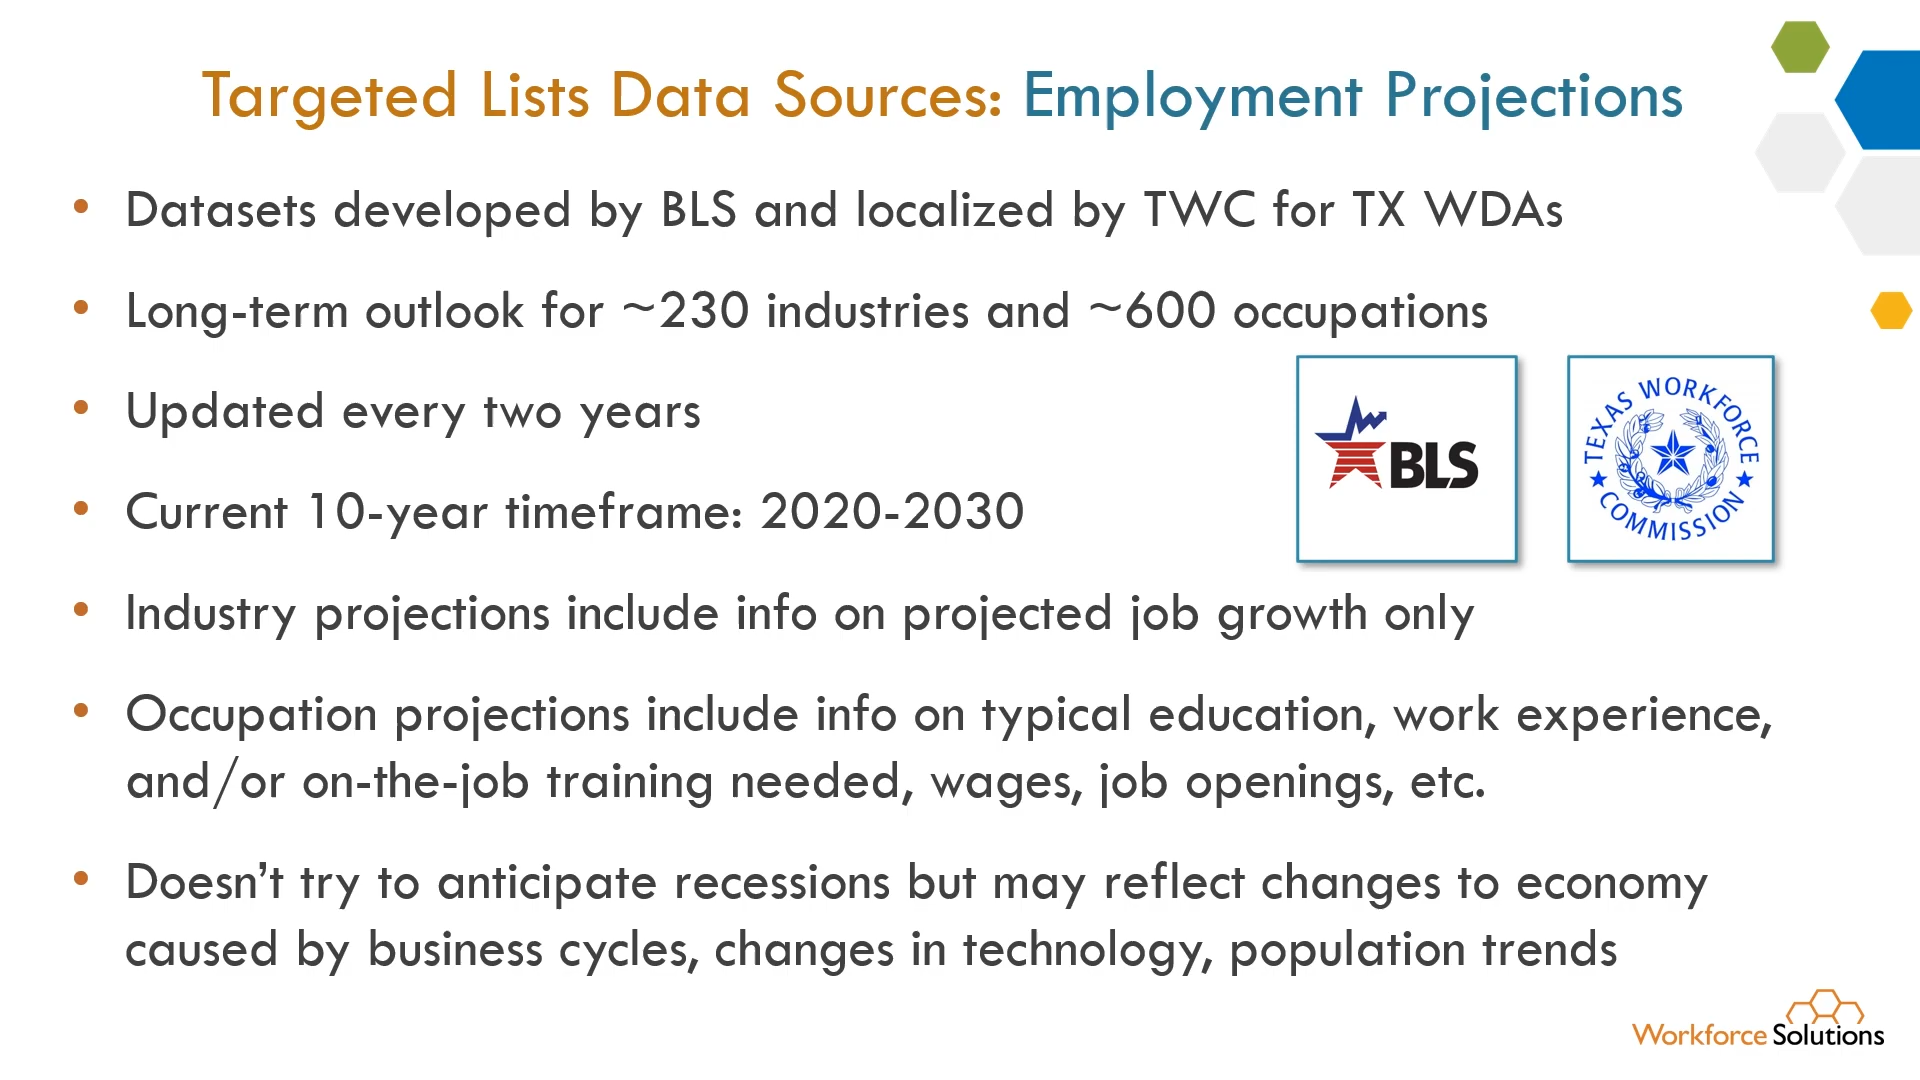 Targeted Lists Data Sources: Employment Projections
• Datasets developed by BLS and localized by TWC for TX WDAs
• Long-term outlook for ~230 industries and ~600 occupations
• Updated every two years
• Current 10-year timeframe: 2020-2030
BLS
TEXAS WORKFORCE
COMMISSION
• Industry projections include info on projected job growth only
• Occupation projections include info on typical education, work experience,
and/or on-the-job training needed, wages, job openings, etc.
• Doesn’t try to anticipate recessions but may reflect changes to economy
caused by business cycles, changes in technology, population trends
Workforce Solutions